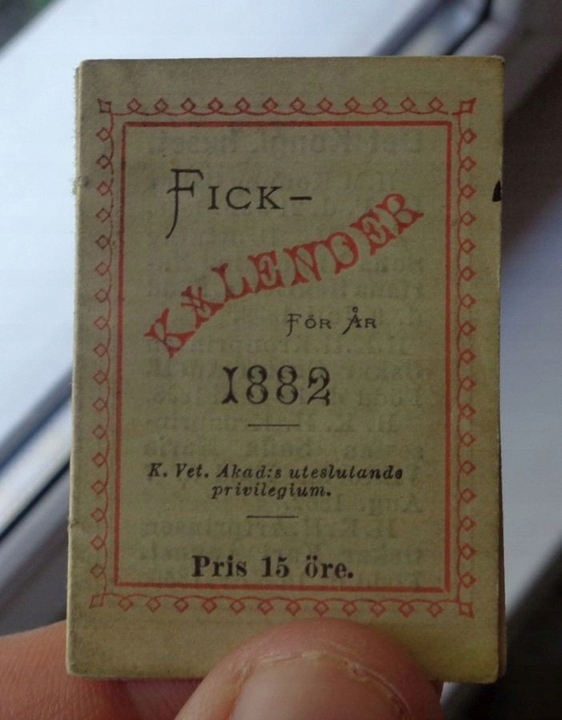 FICK-
KALENDER
FÖR ÅR
1882
K. Vet. Akad:s uteslutande
privilegium.
Pris 15 öre.